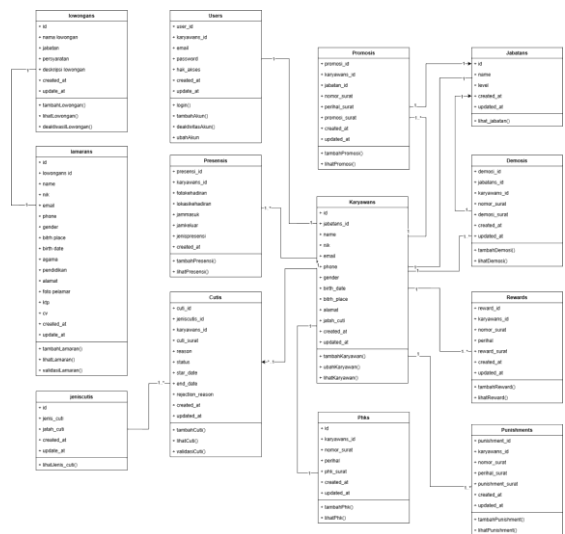 lowongans
+ id
+ nama lowongan
+ jabatan
+ persyaratan
+ deskripsi lowongan
+ created_at
+ update_at
+ tambahLowongan()
+ lihatLowongan()
+ deaktivasiLowongan()
lamarans
+ id
+ lowongans id
+ name
+ nik
+ email
+ phone
+ gender
+ birth place
+ birth date
+ agama
+ pendidikan
+ alamat
+ foto pelamar
+ ktp
+ cv
+ created_at
+ update_at
+ tambahLamaran()
+ lihatLamaran()
+ validasiLamaran()
janiscutis
+ id
+ jenis_cuti
+ jatah_cuti
+ created_at
+ update_at
+ lihatJenis_cuti()
Users
+ user_id
+ karyawans_id
+ email
+ password
+ hak_akses
+ created_at
+ update_at
+ login()
+ tambahAkun()
+ deaktivitasAkun()
+ ubahAkun
Presensis
+ presensi_id
+ karyawans_id
+ fotokehadiran
+ lokasikehadiran
+ jammasuk
+ jamkeluar
+ jenispresensi
+ created_at
+ tambahPresensi()
+ lihatPresensi()
Cutis
+ cuti_id
+ janiscutis_id
+ karyawans_id
+ cuti_surat
+ reason
+ status
+ star_date
+ end_date
+ rejection_reason
+ created_at
+ updated_at
+ tambahCuti()
+ lihatCuti()
+ validasiCuti()
Promosis
+ promosi_id
+ karyawans_id
+ jabatan_id
+ nomor_surat
+ perihal_surat
+ promosi_surat
+ created_at
+ updated_at
+ tambahPromosi()
+ lihatPromosi()
Karyawans
+ id
+ jabatans_id
+ name
+ nik
+ email
+ phone
+ gender
+ birth_date
+ birth_place
+ alamat
+ jatah_cuti
+ created_at
+ updated_at
+ tambahKaryawan()
+ ubahKaryawan()
+ lihatKaryawan()
Phks
+ id
+ karyawans_id
+ nomor_surat
+ perihal
+ phk_surat
+ created_at
+ updated_at
+ tambahPhk()
+ lihatPhk()
Jabatans
+ id
+ name
+ level
+ created_at
+ updated_at
+ lihat_jabatan()
Demosis
+ demosi_id
+ jabatans_id
+ karyawans_id
+ nomor_surat
+ demosi_surat
+ created_at
+ updated_at
+ tambahDemosi()
+ lihatDemosi()
Rewards
+ reward_id
+ karyawans_id
+ nomor_surat
+ perihal
+ reward_surat
+ created_at
+ updated_at
+ tambahReward()
+ lihatReward()
Punishments
+ punishment_id
+ karyawans_id
+ nomor_surat
+ perihal_surat
+ punishment_surat
+ created_at
+ updated_at
+ tambahPunishment()
+ lihatPunishment()